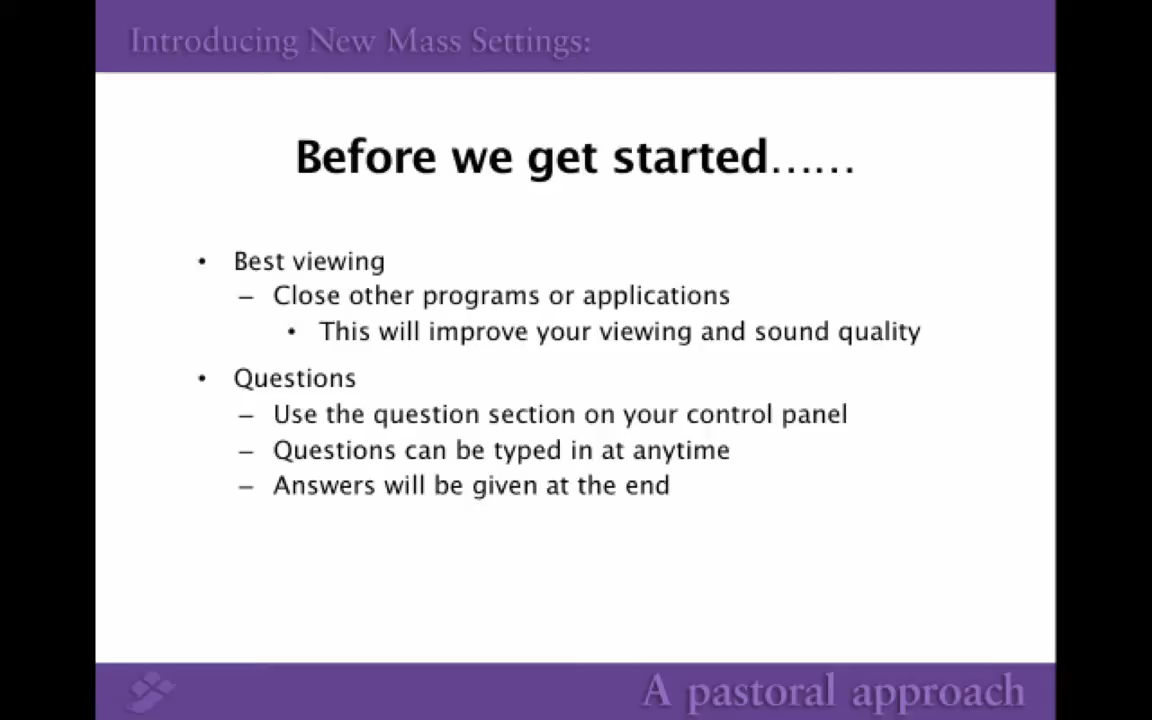 Introducing New Mass Settings:
Before we get started......
• Best viewing
– Close other programs or applications
• This will improve your viewing and sound quality
• Questions
– Use the question section on your control panel
– Questions can be typed in at anytime
– Answers will be given at the end
A pastoral approach